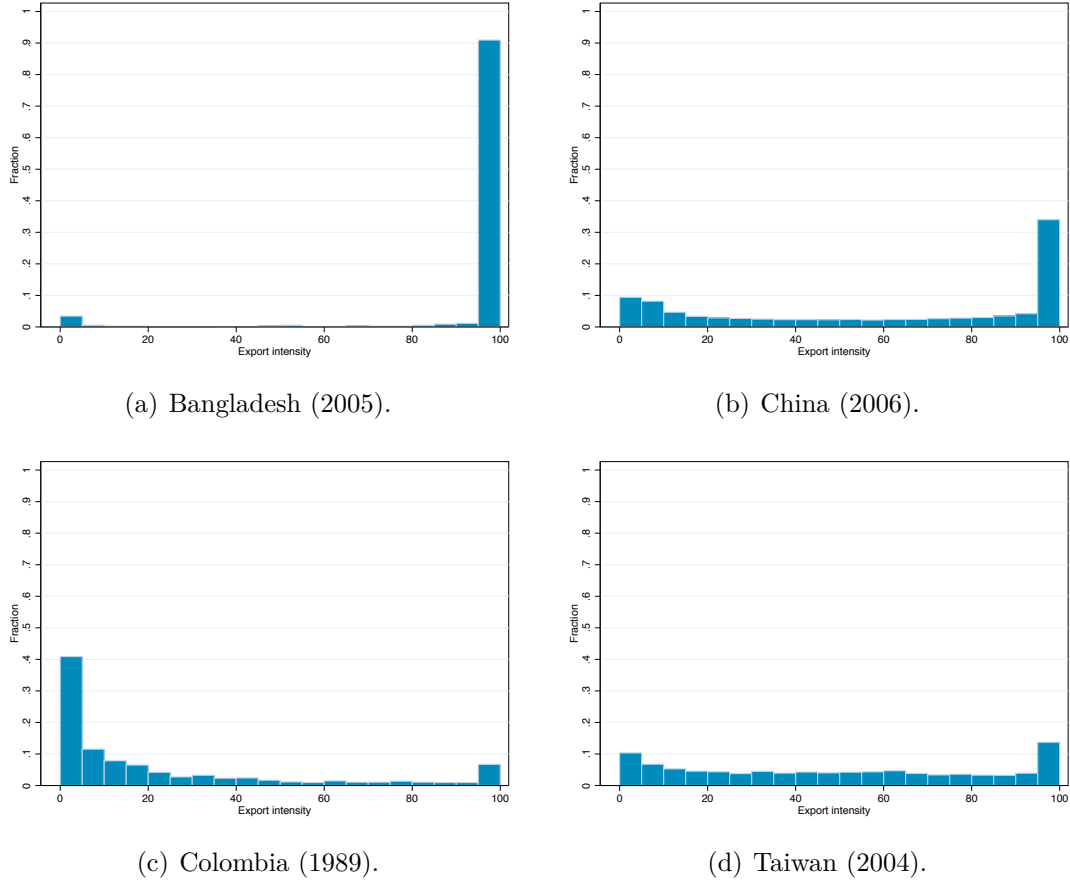 Fraction
0 .1 .2 .3 .4 .5 .6 .7 .8 .9 1
0 20 40 60 80 100
Export intensity
(a) Bangladesh (2005).
Fraction
0 .1 .2 .3 .4 .5 .6 .7 .8 .9 1
0 20 40 60 80 100
Export intensity
(b) China (2006).
Fraction
0 .1 .2 .3 .4 .5 .6 .7 .8 .9 1
0 20 40 60 80 100
Export intensity
(c) Colombia (1989).
Fraction
0 .1 .2 .3 .4 .5 .6 .7 .8 .9 1
0 20 40 60 80 100
Export intensity
(d) Taiwan (2004).